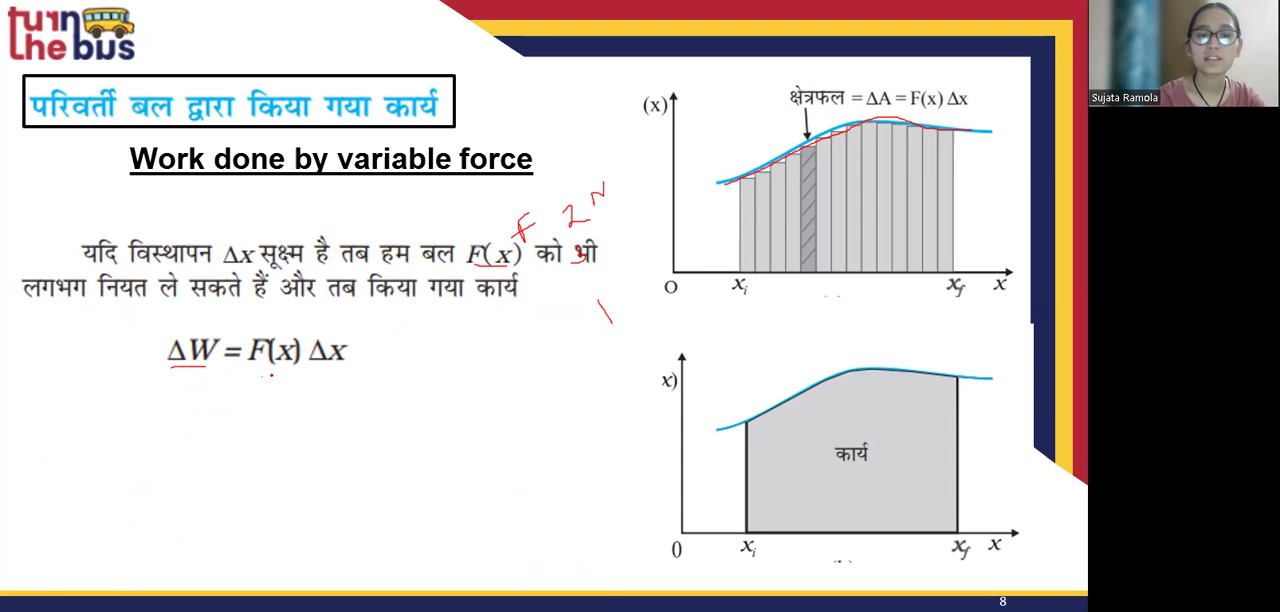 turn
the bus
परिवर्ती बल द्वारा किया गया कार्य
Work done by variable force
यदि विस्थापन Δx सूक्ष्म है तब हम बल F(x) को भी
लगभग नियत ले सकते हैं और तब किया गया कार्य
ΔW = F(x) Δx
F 2 N
(x)
क्षेत्रफल = ΔA = F(x) Δx
O xi xf x
x)
कार्य
0 xi xf x
Sujata Ramola
8